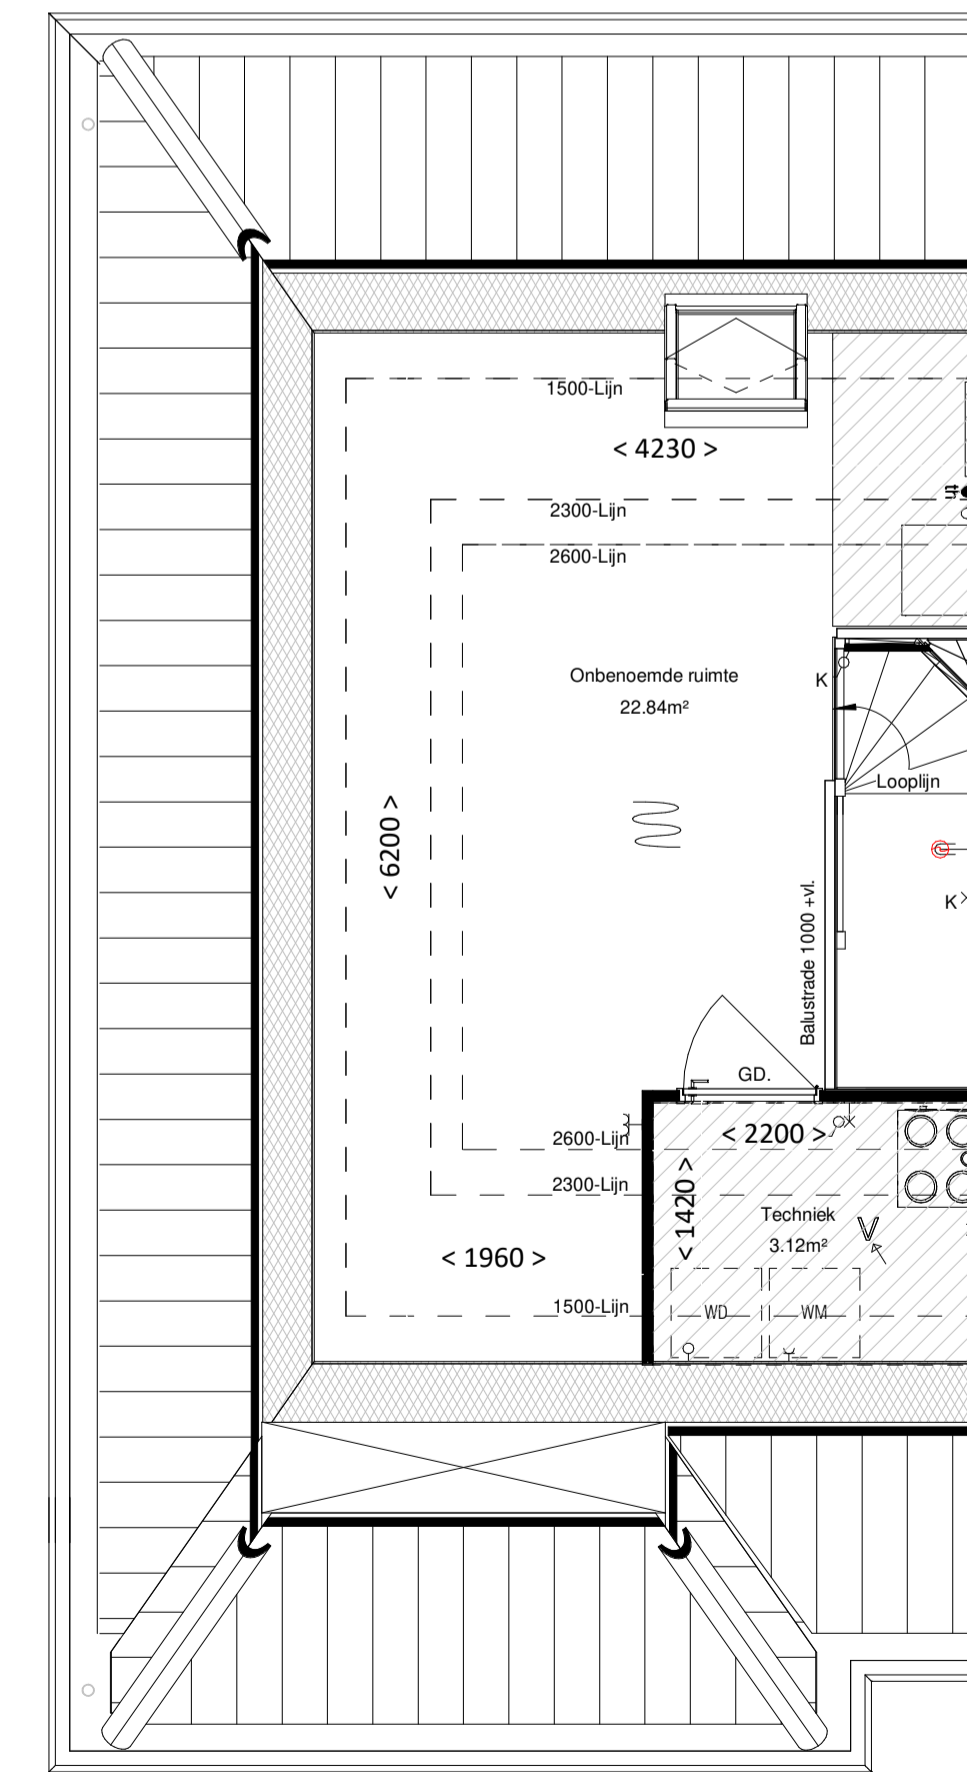 1500-Lijn
< 4230 >
th
2300-Lijn
2600-Lijn
Onbenoemde ruimte
22.84m²
K
Looplijn
< 6200 >
K
Balustrade 1000 +vl.
GD.
2600-Lijn
< 2200 >
2300-Lijn
< 1420 >
Techniek
3.12m²
V
< 1960 >
1500-Lijn
WD
WM